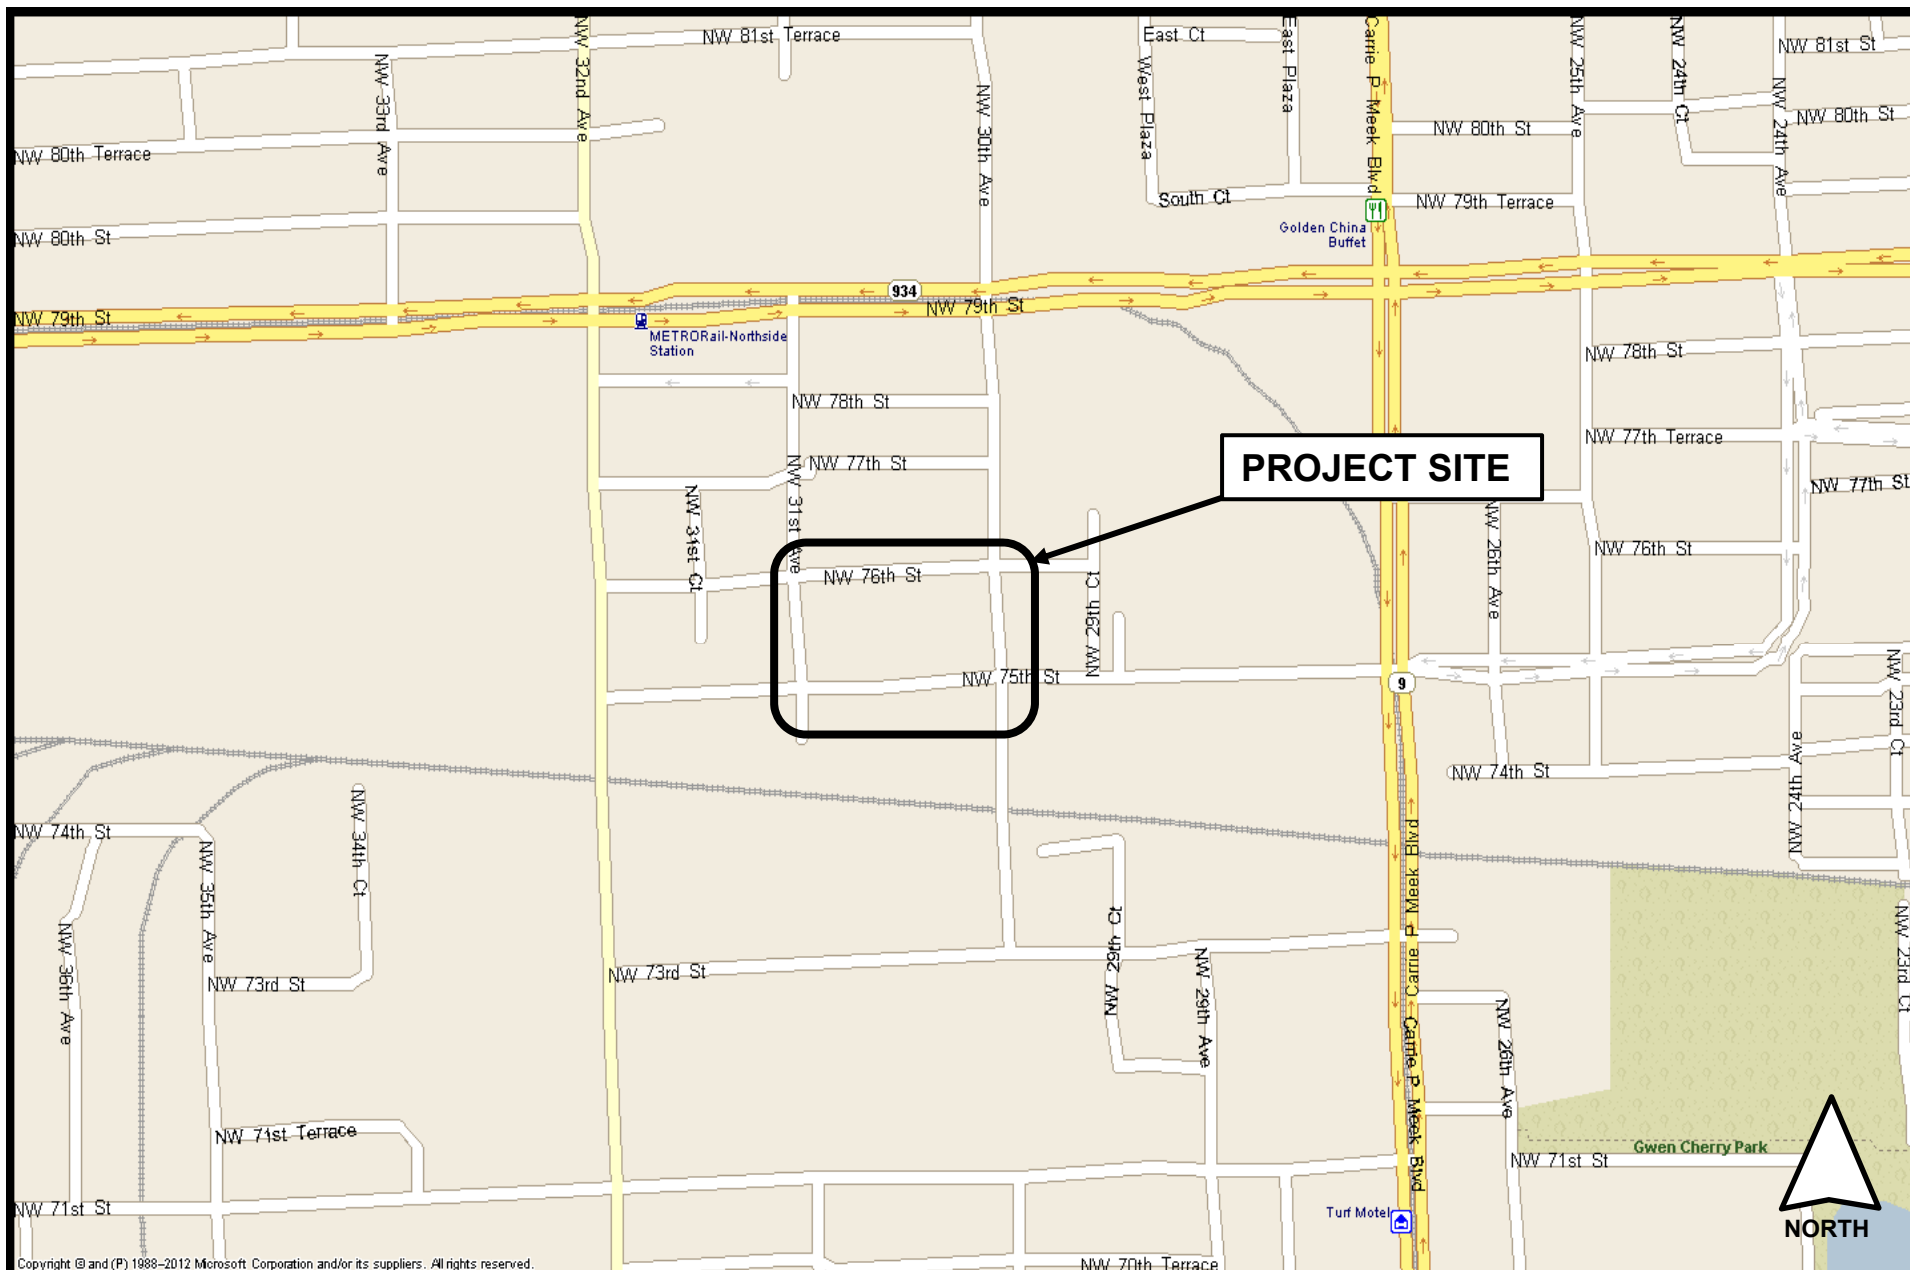 NW 81st Terrace
East Ct
East Plaza
Carrie P Meek Blvd
NW 25th Ave
NW 24th Ct
NW 81st St
NW 32nd Ave
NW 33rd Ave
NW 30th Ave
West Plaza
NW 80th St
NW 24th Ave
NW 80th St
NW 80th Terrace
South Ct
NW 79th Terrace
Golden China
Buffet
NW 80th St
934
NW 79th St
NW 79th St
METRORail-Northside
Station
NW 78th St
NW 78th St
NW 77th Terrace
NW 77th St
PROJECT SITE
NW 31st Ave
NW 31st Ct
NW 77th St
NW 26th Ave
NW 76th St
NW 76th St
NW 29th Ct
NW 75th St
9
NW 23rd Ct
NW 74th St
NW 24th Ave
NW 74th St
NW 34th Ct
NW 35th Ave
Carrie P Meek Blvd
NW 36th Ave
NW 29th Ct
NW 73rd St
NW 73rd St
NW 29th Ave
NW 23rd Ct
NW 26th Ave
Carrie P Meek Blvd
NW 71st Terrace
Gwen Cherry Park
NW 71st St
NW 71st St
Turf Motel
NORTH
NW 70th Terrace
Copyright © and (P) 1988–2012 Microsoft Corporation and/or its suppliers. All rights reserved.